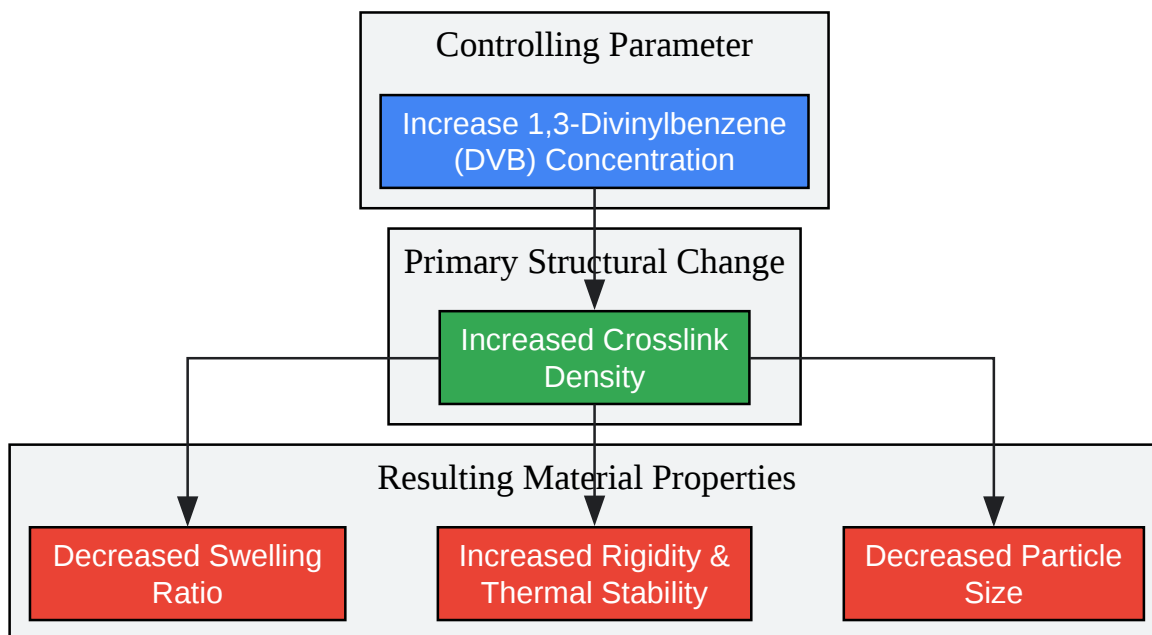 Controlling Parameter
Increase 1,3-Divinylbenzene
(DVB) Concentration
Primary Structural Change
Increased Crosslink
Density
Resulting Material Properties
Decreased Swelling
Ratio
Increased Rigidity &
Thermal Stability
Decreased Particle
Size